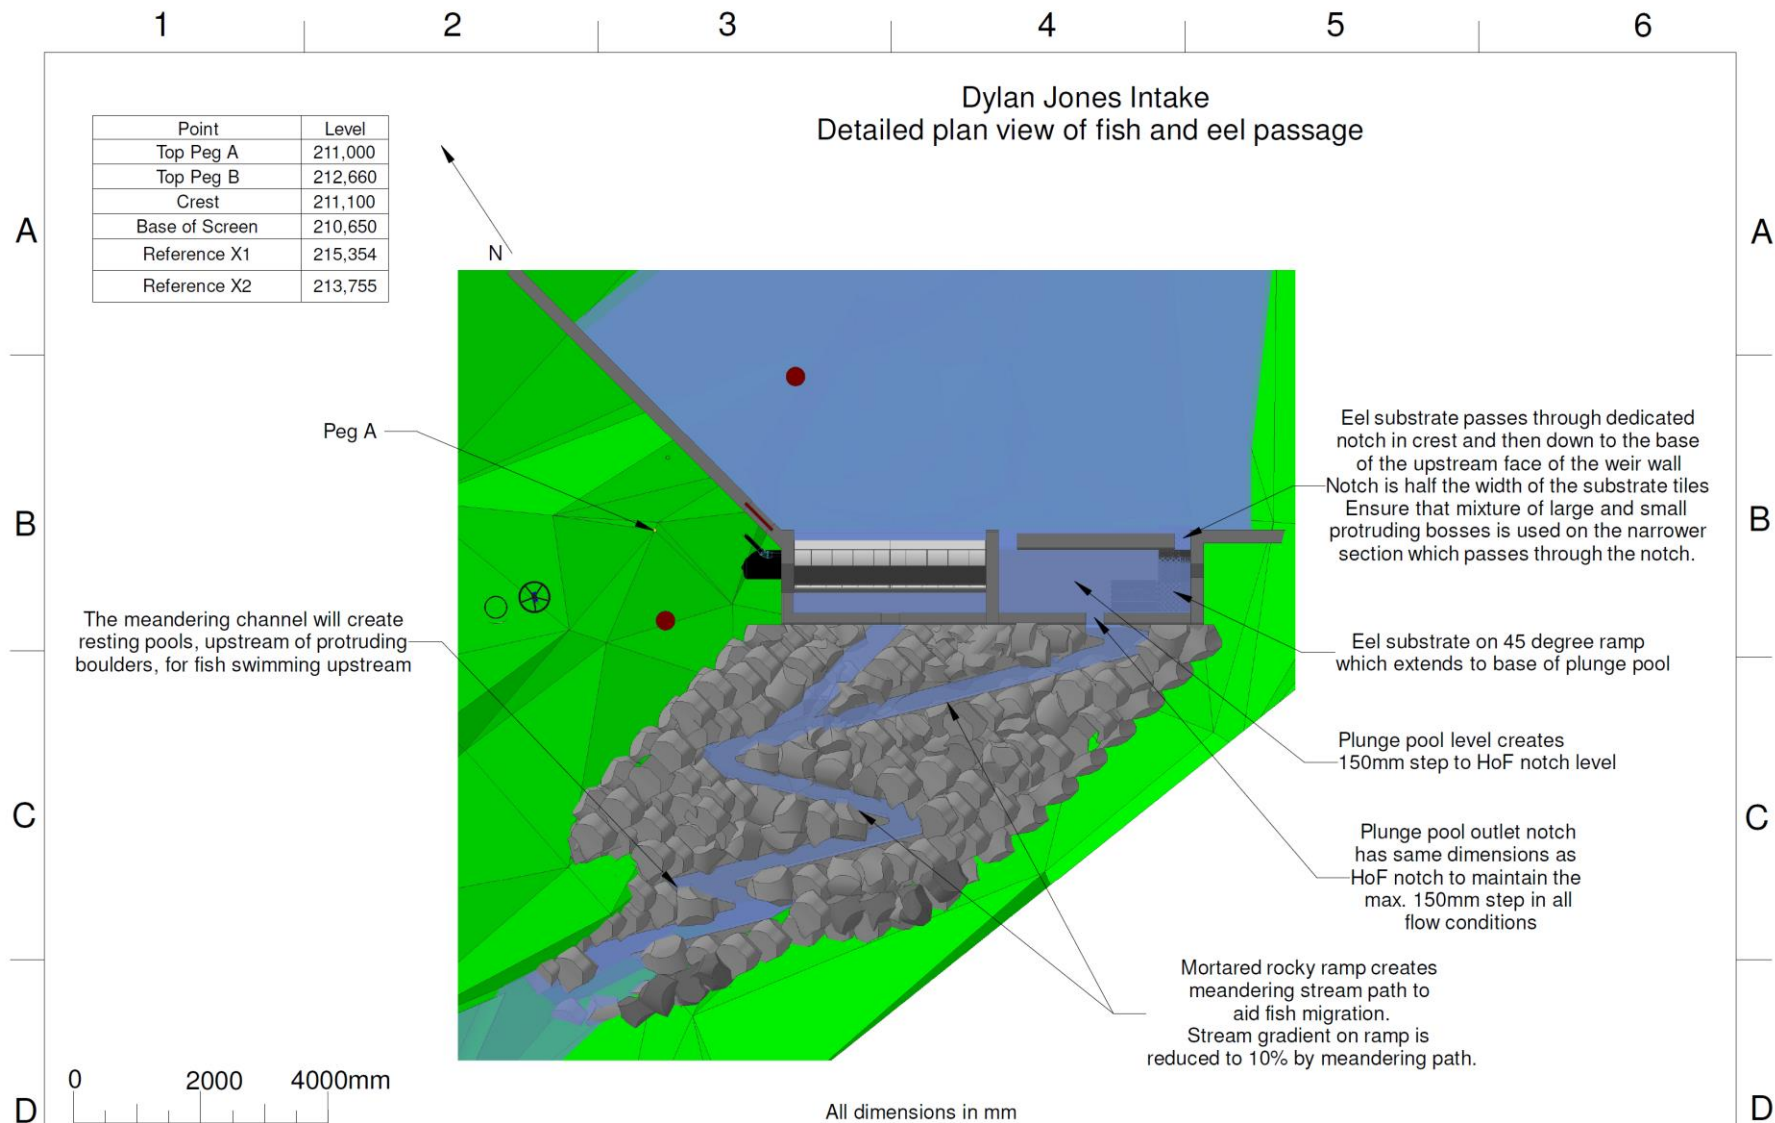 1 2 3 4 5 6
Dylan Jones Intake
Detailed plan view of fish and eel passage
Point Level
Top Peg A 211,000
Top Peg B 212,660
Crest 211,100
Base of Screen 210,650
Reference X1 215,354
Reference X2 213,755
N
A A
Peg A
Eel substrate passes through dedicated
notch in crest and then down to the base
of the upstream face of the weir wall
Notch is half the width of the substrate tiles
Ensure that mixture of large and small
protruding bosses is used on the narrower
section which passes through the notch.
B B
The meandering channel will create
resting pools, upstream of protruding
boulders, for fish swimming upstream
Eel substrate on 45 degree ramp
which extends to base of plunge pool
Plunge pool level creates
150mm step to HoF notch level
C C
Plunge pool outlet notch
has same dimensions as
HoF notch to maintain the
max. 150mm step in all
flow conditions
Mortared rocky ramp creates
meandering stream path to
aid fish migration.
Stream gradient on ramp is
reduced to 10% by meandering path.
0 2000 4000mm
D D
All dimensions in mm